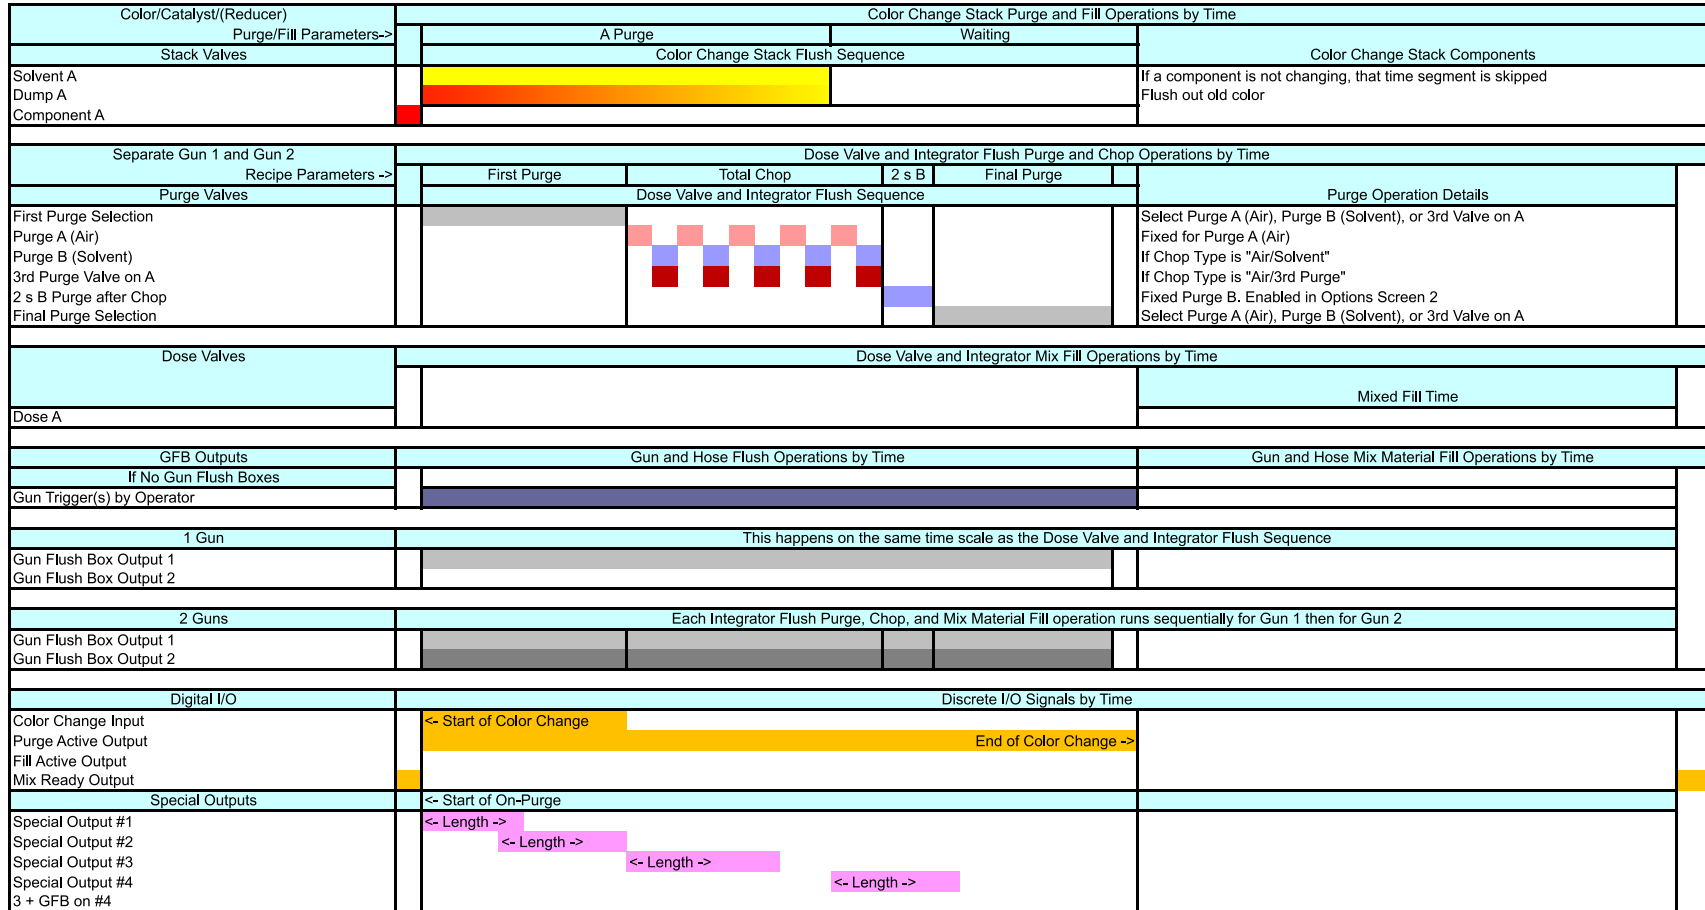 Color/Catalyst/(Reducer)
Color Change Stack Purge and Fill Operations by Time
Purge/Fill Parameters->
A Purge
Waiting
Stack Valves
Color Change Stack Flush Sequence
Color Change Stack Components
Solvent A
If a component is not changing, that time segment is skipped
Dump A
Flush out old color
Component A
Separate Gun 1 and Gun 2
Dose Valve and Integrator Flush Purge and Chop Operations by Time
Recipe Parameters ->
First Purge
Total Chop
2 s B
Final Purge
Purge Valves
Dose Valve and Integrator Flush Sequence
Purge Operation Details
First Purge Selection
Select Purge A (Air), Purge B (Solvent), or 3rd Valve on A
Purge A (Air)
Fixed for Purge A (Air)
Purge B (Solvent)
If Chop Type is "Air/Solvent"
3rd Purge Valve on A
If Chop Type is "Air/3rd Purge"
2 s B Purge after Chop
Fixed Purge B. Enabled in Options Screen 2
Final Purge Selection
Select Purge A (Air), Purge B (Solvent), or 3rd Valve on A
Dose Valves
Dose Valve and Integrator Mix Fill Operations by Time
Mixed Fill Time
Dose A
GFB Outputs
Gun and Hose Flush Operations by Time
Gun and Hose Mix Material Fill Operations by Time
If No Gun Flush Boxes
Gun Trigger(s) by Operator
1 Gun
This happens on the same time scale as the Dose Valve and Integrator Flush Sequence
Gun Flush Box Output 1
Gun Flush Box Output 2
2 Guns
Each Integrator Flush Purge, Chop, and Mix Material Fill operation runs sequentially for Gun 1 then for Gun 2
Gun Flush Box Output 1
Gun Flush Box Output 2
Digital I/O
Discrete I/O Signals by Time
Color Change Input
<- Start of Color Change
Purge Active Output
End of Color Change ->
Fill Active Output
Mix Ready Output
Special Outputs
<- Start of On-Purge
Special Output #1
<- Length ->
Special Output #2
<- Length ->
Special Output #3
<- Length ->
Special Output #4
<- Length ->
3 + GFB on #4